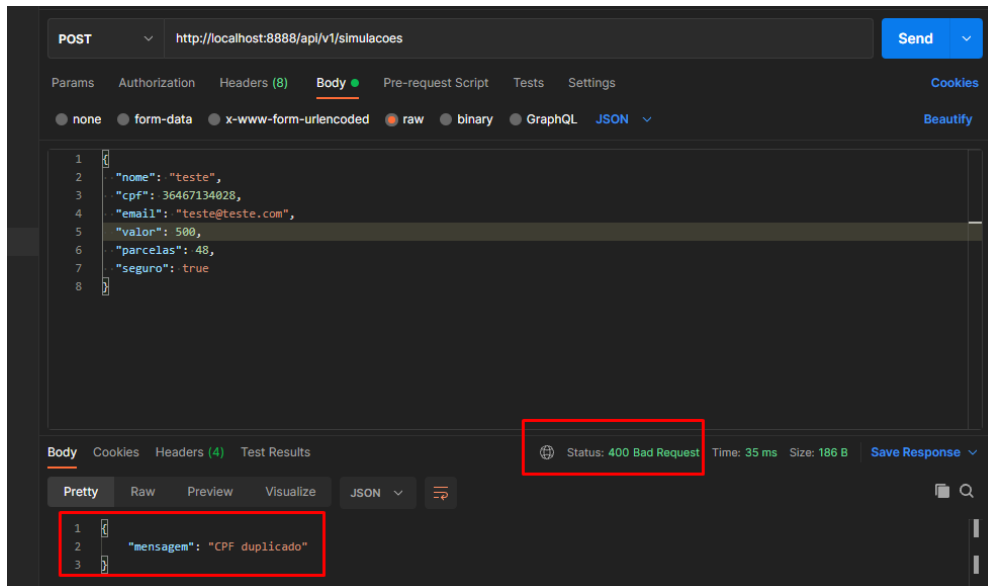 POST http://localhost:8888/api/v1/simulacoes Send
Params Authorization Headers (8) Body Pre-request Script Tests Settings Cookies
none form-data x-www-form-urlencoded raw binary GraphQL JSON Beautify
1 {
2 "nome": "teste",
3 "cpf": 36467134028,
4 "email": "teste@teste.com",
5 "valor": 500,
6 "parcelas": 48,
7 "seguro": true
8 }
Body Cookies Headers (4) Test Results Status: 400 Bad Request Time: 35 ms Size: 186 B Save Response
Pretty Raw Preview Visualize JSON
1 {
2 "mensagem": "CPF duplicado"
3 }